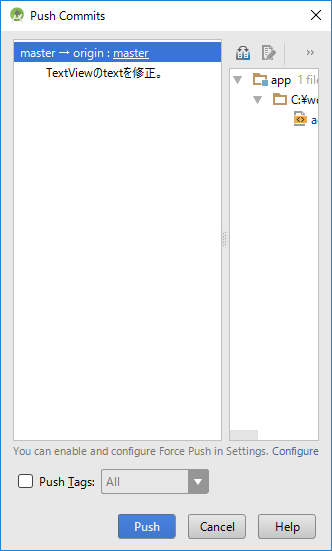 Push Commits
master → origin : master
TextViewのtextを修正。
app 1 file
C:¥wo
a
You can enable and configure Force Push in Settings. Configure
Push Tags: All
Push Cancel Help